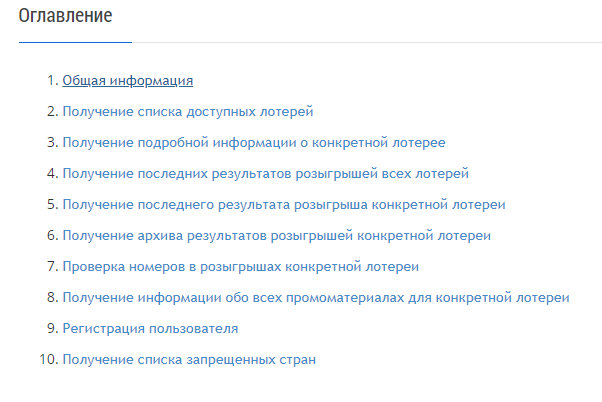 Оглавление
1. Общая информация
2. Получение списка доступных лотерей
3. Получение подробной информации о конкретной лотерее
4. Получение последних результатов розыгрышей всех лотерей
5. Получение последнего результата розыгрыша конкретной лотереи
6. Получение архива результатов розыгрышей конкретной лотереи
7. Проверка номеров в розыгрышах конкретной лотереи
8. Получение информации обо всех промоматериалах для конкретной лотереи
9. Регистрация пользователя
10. Получение списка запрещенных стран